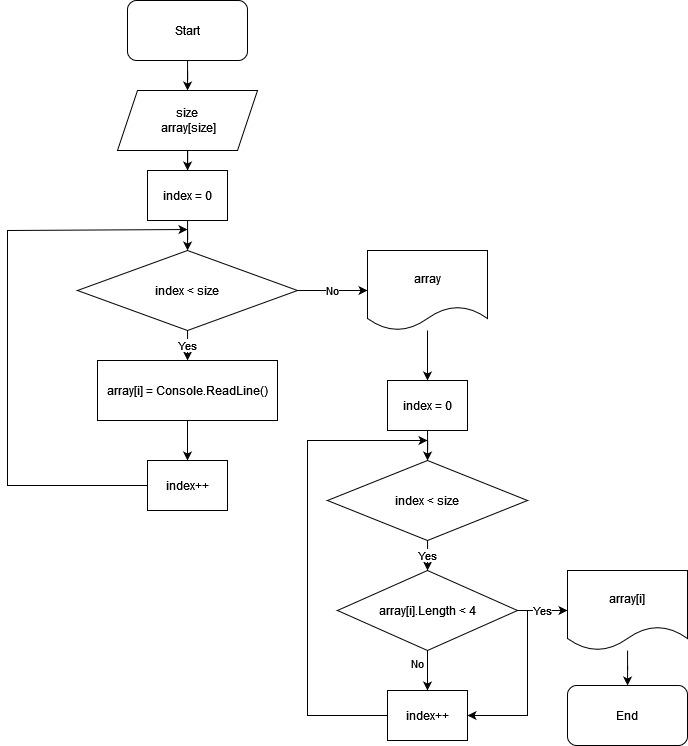 Start
size
array[size]
index = 0
index < size
No
array
Yes
array[i] = Console.ReadLine()
index = 0
index++
index < size
Yes
array[i].Length < 4
Yes
array[i]
No
index++
End